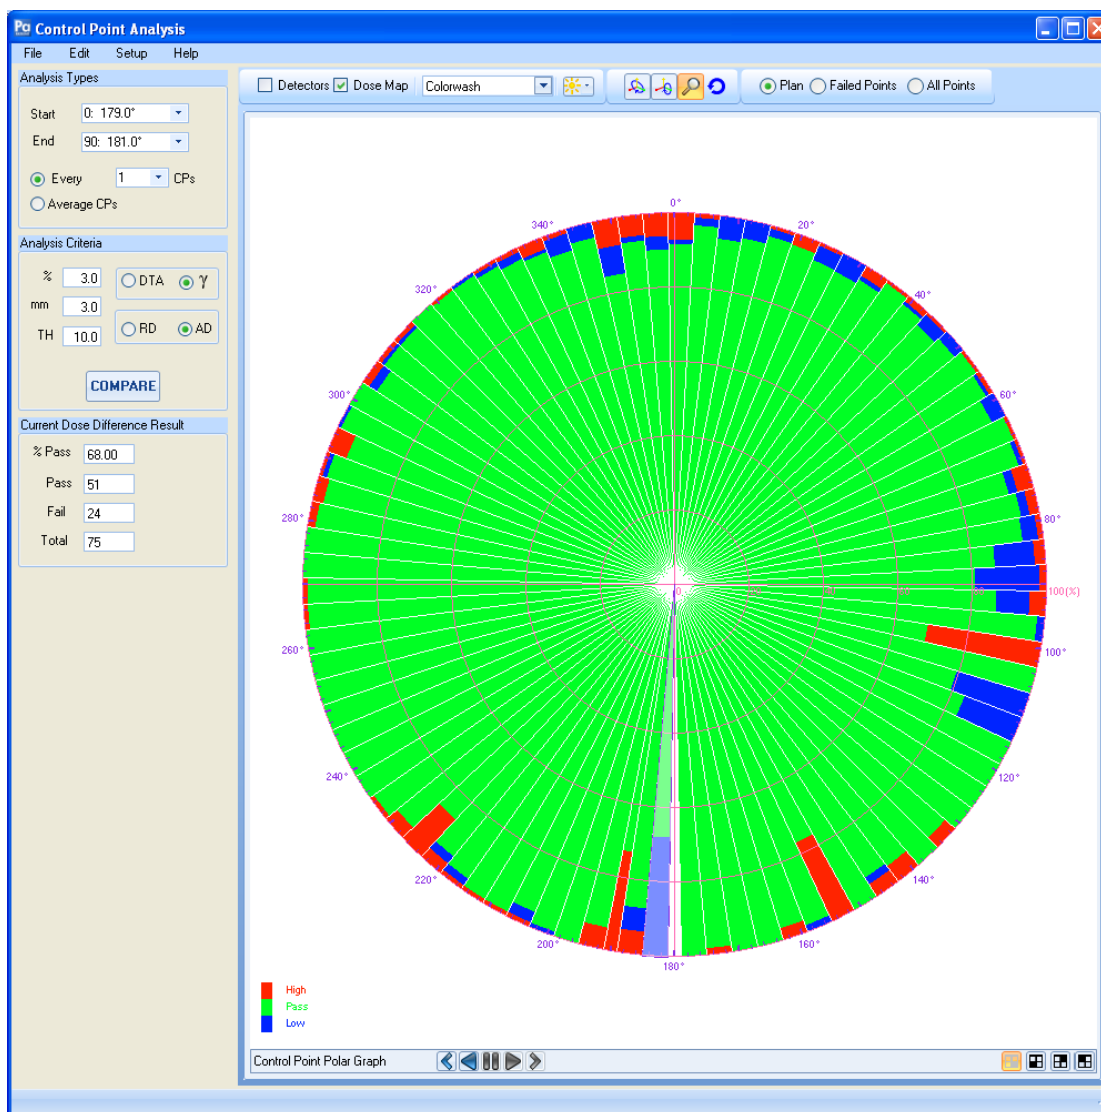 Control Point Analysis
File Edit Setup Help
Analysis Types
Start 0: 179.0°
End 90: 181.0°
Every 1 CPs
Average CPs
Analysis Criteria
% 3.0 DTA γ
mm 3.0
TH 10.0 RD AD
COMPARE
Current Dose Difference Result
% Pass 68.00
Pass 51
Fail 24
Total 75
Detectors Dose Map Colorwash Plan Failed Points All Points
0°
340° 20°
320° 40°
300° 60°
280° 80°
0 100(%)
260° 100°
240° 120°
220° 140°
200° 160°
180°
High
Pass
Low
Control Point Polar Graph